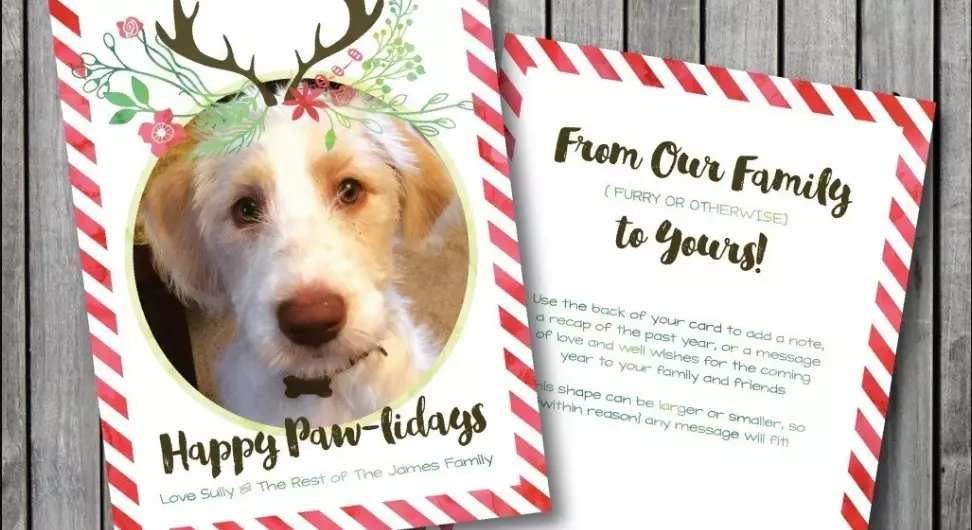 Happy Paw-lidays
Love Sully & The Rest of The James Family
From Our Family
( FURRY OR OTHERWISE)
to Yours!
Use the back of your card to add a note,
a recap of the past year, or a message
of love and well wishes for the coming
year to your family and friends
his shape can be larger or smaller, so
(within reason) any message will fit!